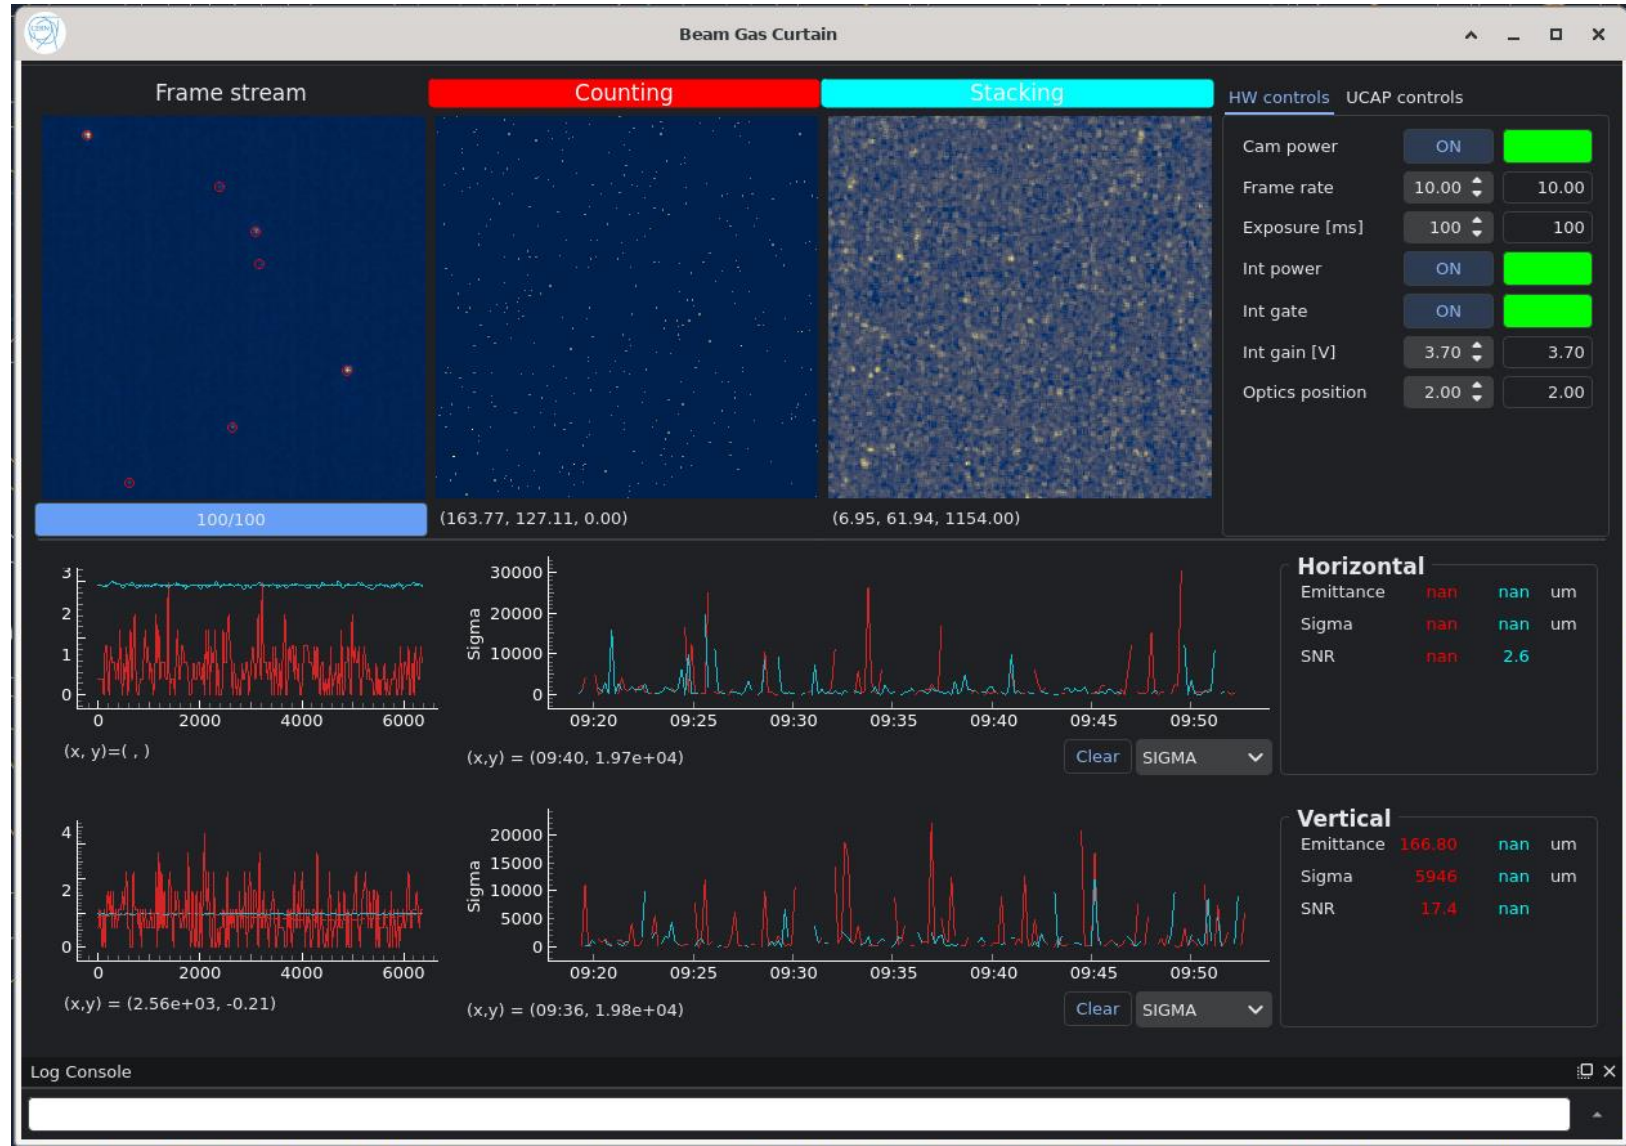 CERN
Beam Gas Curtain
Frame stream
Counting
Stacking
HW controls UCAP controls
Cam power ON
Frame rate 10.00 10.00
Exposure [ms] 100 100
Int power ON
Int gate ON
Int gain [V] 3.70 3.70
Optics position 2.00 2.00
100/100
(163.77, 127.11, 0.00)
(6.95, 61.94, 1154.00)
3
2
1
0
0 2000 4000 6000
(x, y)=( , )
Sigma
30000
20000
10000
0
09:20 09:25 09:30 09:35 09:40 09:45 09:50
(x,y) = (09:40, 1.97e+04)
Clear SIGMA
Horizontal
Emittance nan nan um
Sigma nan nan um
SNR nan 2.6
4
2
0
0 2000 4000 6000
(x,y) = (2.56e+03, -0.21)
Sigma
20000
15000
10000
5000
0
09:20 09:25 09:30 09:35 09:40 09:45 09:50
(x,y) = (09:36, 1.98e+04)
Clear SIGMA
Vertical
Emittance 166.80 nan um
Sigma 5946 nan um
SNR 17.4 nan
Log Console